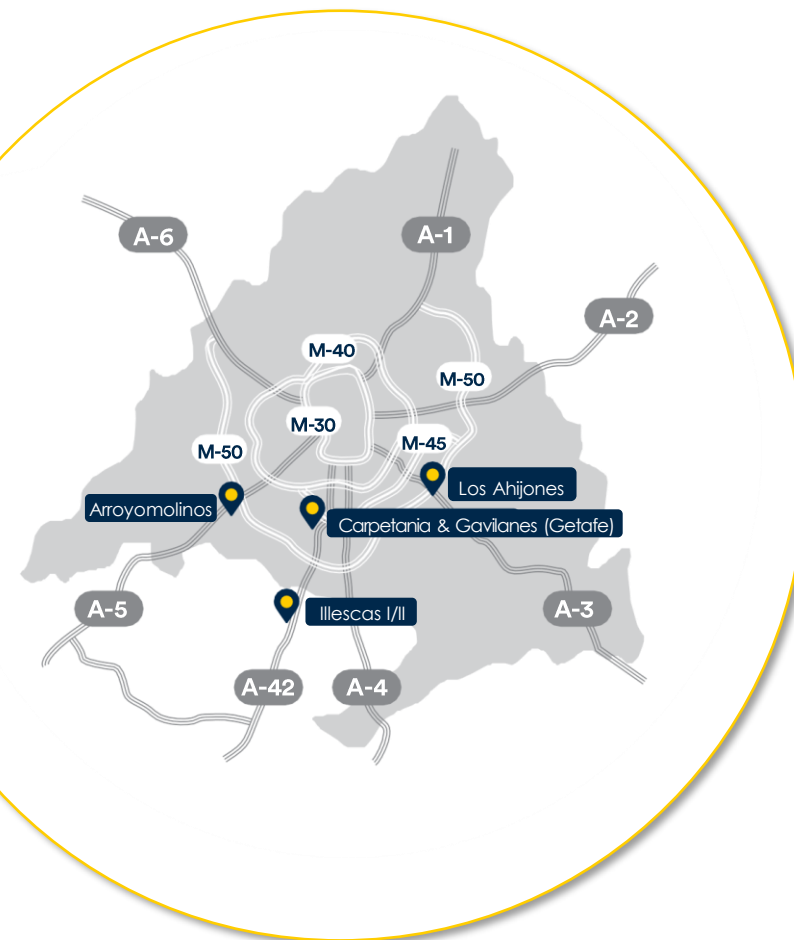 A-6
A-1
A-2
M-40
M-50
M-30
M-45
M-50
Los Ahijones
Arroyomolinos
Carpetania & Gavilanes (Getafe)
A-5
Illescas I/II
A-3
A-42
A-4